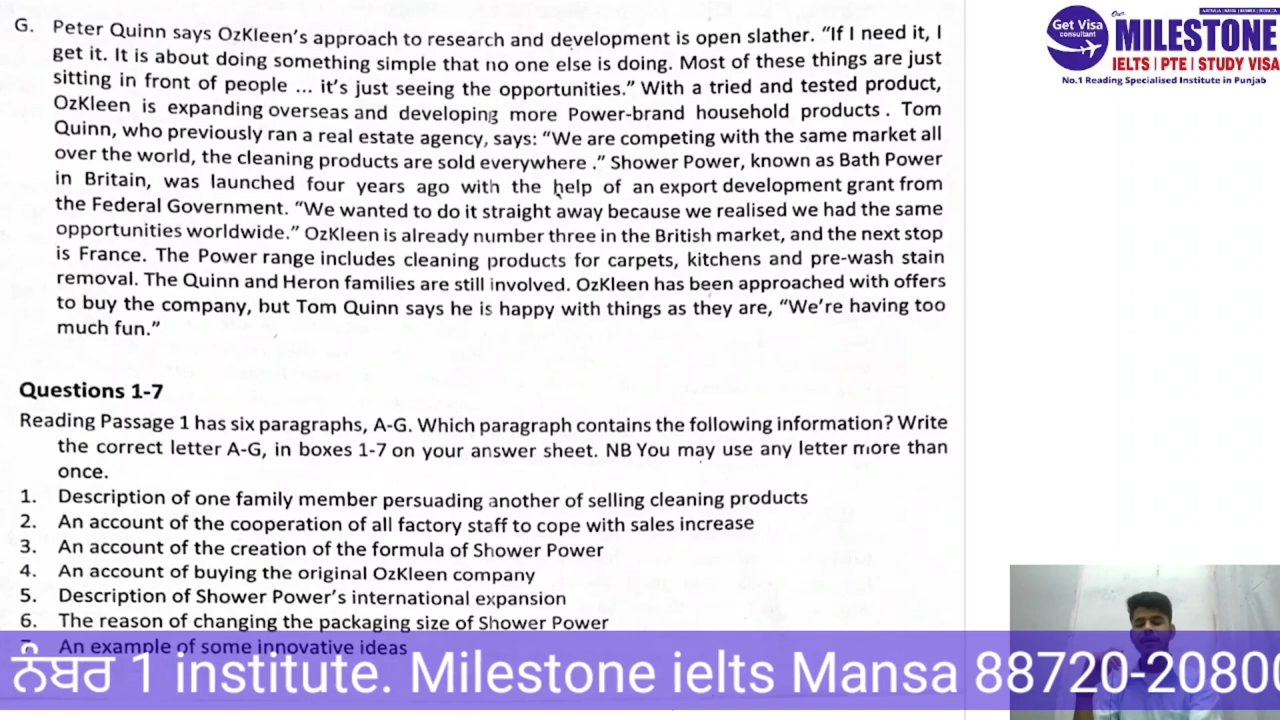 G. Peter Quinn says OzKleen's approach to research and development is open slather. "If I need it, I
get it. It is about doing something simple that no one else is doing. Most of these things are just
sitting in front of people ... it's just seeing the opportunities." With a tried and tested product,
OzKleen is expanding overseas and developing more Power-brand household products . Tom
Quinn, who previously ran a real estate agency, says: "We are competing with the same market all
over the world, the cleaning products are sold everywhere ." Shower Power, known as Bath Power
in Britain, was launched four years ago with the help of an export development grant from
the Federal Government. "We wanted to do it straight away because we realised we had the same
opportunities worldwide." OzKleen is already number three in the British market, and the next stop
is France. The Power range includes cleaning products for carpets, kitchens and pre-wash stain
removal. The Quinn and Heron families are still involved. OzKleen has been approached with offers
to buy the company, but Tom Quinn says he is happy with things as they are, "We're having too
much fun."
Questions 1-7
Reading Passage 1 has six paragraphs, A-G. Which paragraph contains the following information? Write
the correct letter A-G, in boxes 1-7 on your answer sheet. NB You may use any letter more than
once.
1. Description of one family member persuading another of selling cleaning products
2. An account of the cooperation of all factory staff to cope with sales increase
3. An account of the creation of the formula of Shower Power
4. An account of buying the original OzKleen company
5. Description of Shower Power's international expansion
6. The reason of changing the packaging size of Shower Power
7. An example of some innovative ideas
ਨੰਬਰ 1 institute. Milestone ielts Mansa 88720-20800
Get Visa
consultant
Our
MILESTONE
IELTS | PTE | STUDY VISA
No.1 Reading Specialised Institute in Punjab